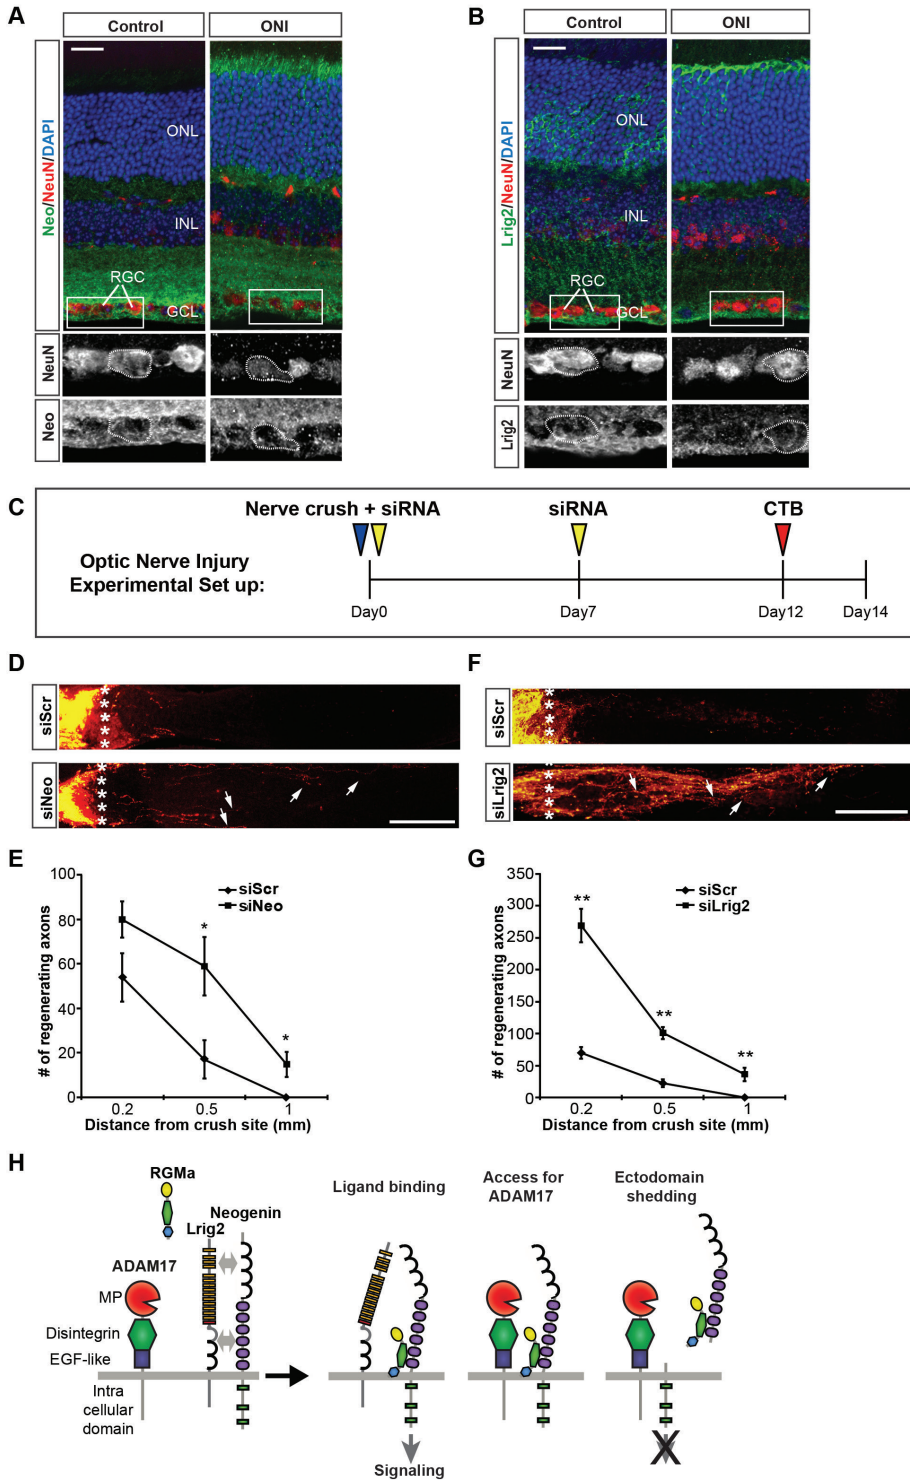 A
Control
ONI
Neo/NeuN/DAPI
ONL
INL
RGC
GCL
NeuN
Neo
B
Control
ONI
Lrig2/NeuN/DAPI
ONL
INL
RGC
GCL
NeuN
Lrig2
C
Nerve crush + siRNA
siRNA
CTB
Optic Nerve Injury
Experimental Set up:
Day0
Day7
Day12
Day14
D
siScr
*****
siNeo
*****
F
siScr
*****
siLrig2
*****
E
# of regenerating axons
100
80
60
40
20
0
siScr
siNeo
*
*
0.2
0.5
1
Distance from crush site (mm)
G
# of regenerating axons
350
300
250
200
150
100
50
0
siScr
siLrig2
**
**
**
0.2
0.5
1
Distance from crush site (mm)
H
RGMa
Neogenin
Lrig2
ADAM17
MP
Disintegrin
EGF-like
Intra
cellular
domain
Ligand binding
Signaling
Access for
ADAM17
Ectodomain
shedding
X